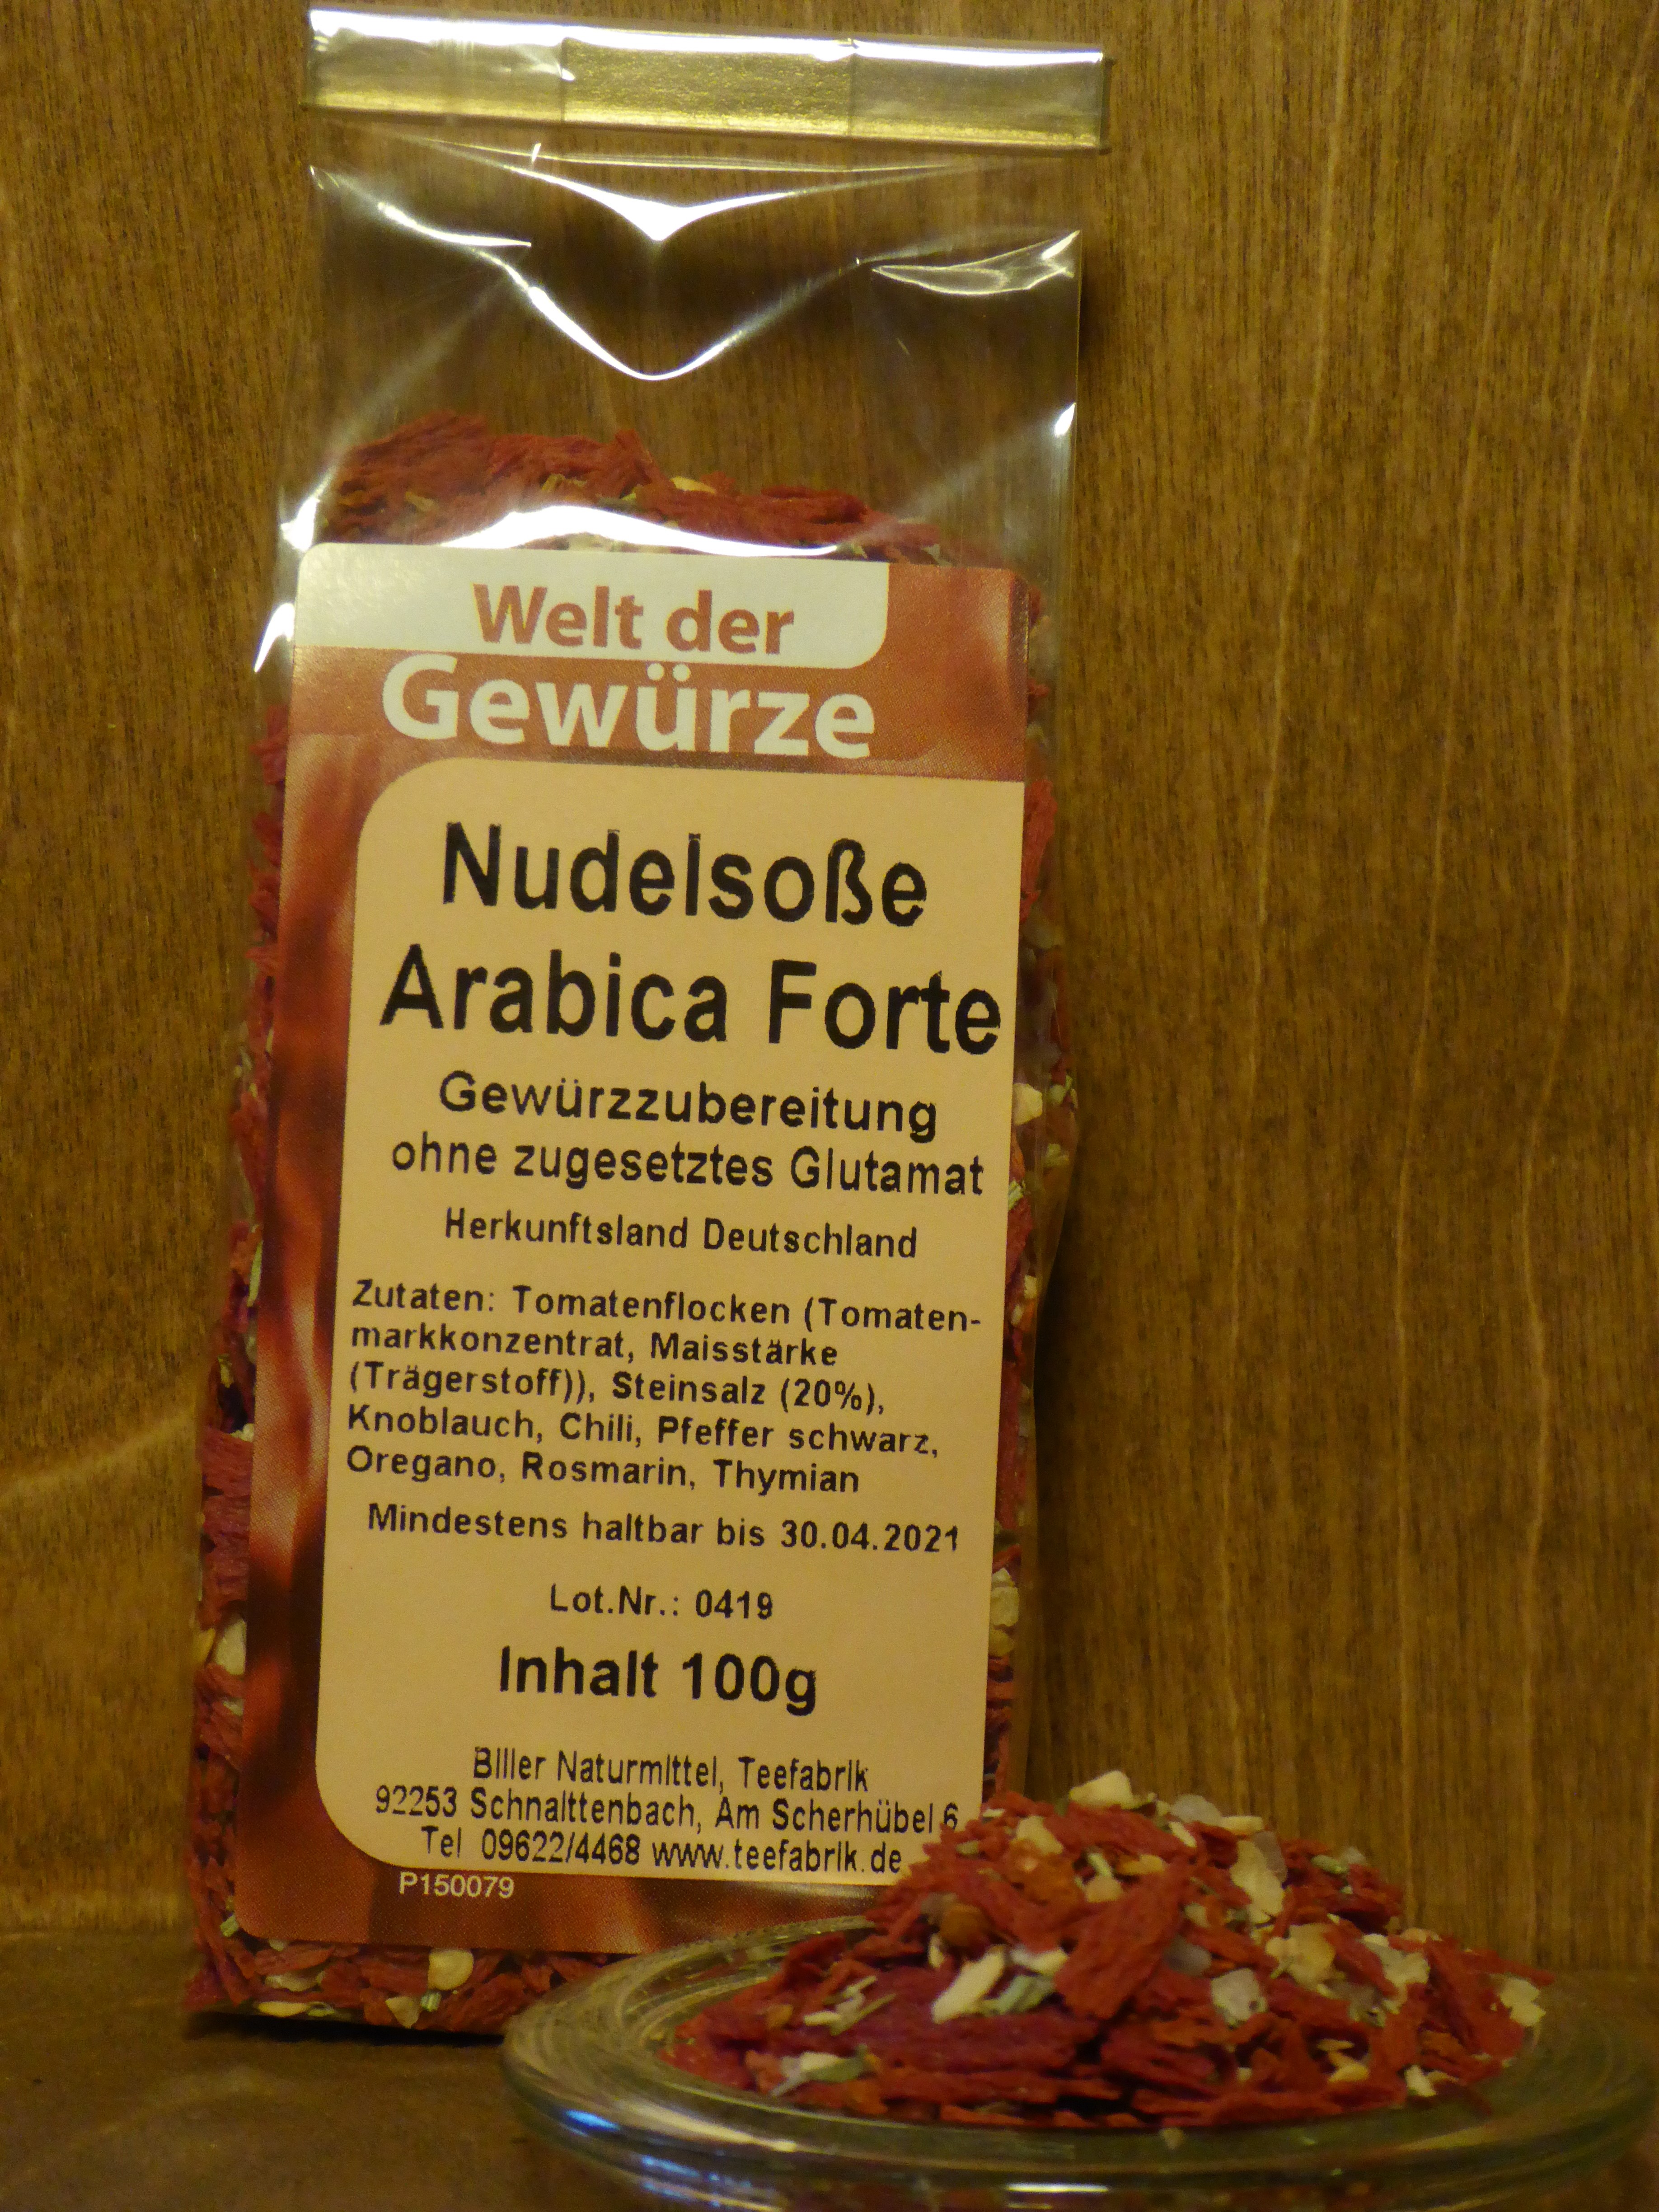 Welt der
Gewürze
Nudelsoße
Arabica Forte
Gewürzzubereitung
ohne zugesetztes Glutamat
Herkunftsland Deutschland
Zutaten: Tomatenflocken (Tomaten-
markkonzentrat, Maisstärke
(Trägerstoff)), Steinsalz (20%),
Knoblauch, Chili, Pfeffer schwarz,
Oregano, Rosmarin, Thymian
Mindestens haltbar bis 30.04.2021
Lot.Nr.: 0419
Inhalt 100g
Biller Naturmittel, Teefabrik
92253 Schnaittenbach, Am Scherhübel 6
Tel 09622/4468 www.teefabrik.de
P150079